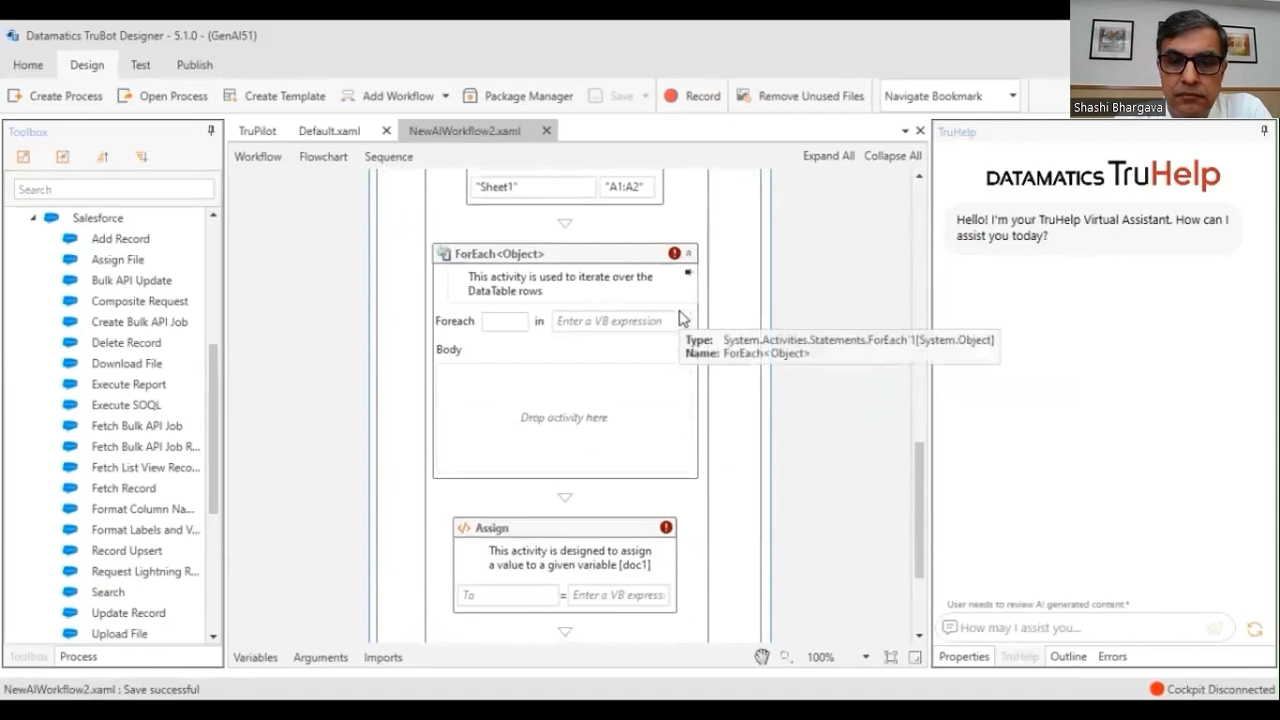 Datamatics TruBot Designer - 5.1.0 - (GenAI51)
Home Design Test Publish
Create Process Open Process Create Template Add Workflow Package Manager Save Record Remove Unused Files Navigate Bookmark
Shashi Bhargava
Toolbox
Search
Salesforce
Add Record
Assign File
Bulk API Update
Composite Request
Create Bulk API Job
Delete Record
Download File
Execute Report
Execute SOQL
Fetch Bulk API Job
Fetch Bulk API Job R...
Fetch List View Reco...
Fetch Record
Format Column Na...
Format Labels and V...
Record Upsert
Request Lightning R...
Search
Update Record
Upload File
Toolbox Process
TruPilot Default.xaml NewAIWorkflow2.xaml
Workflow Flowchart Sequence Expand All Collapse All
"Sheet1" "A1:A2"
ForEach<Object>
This activity is used to iterate over the
DataTable rows
Foreach in Enter a VB expression
Type: System.Activities.Statements.ForEach`1[System.Object]
Name: ForEach<Object>
Body
Drop activity here
Assign
This activity is designed to assign
a value to a given variable [doc1]
To = Enter a VB express
Variables Arguments Imports 100%
TruHelp
DATAMATICS TruHelp
Hello! I'm your TruHelp Virtual Assistant. How can I
assist you today?
User needs to review AI generated content*
How may I assist you...
Properties TruHelp Outline Errors
NewAIWorkflow2.xaml : Save successful
Cockpit Disconnected